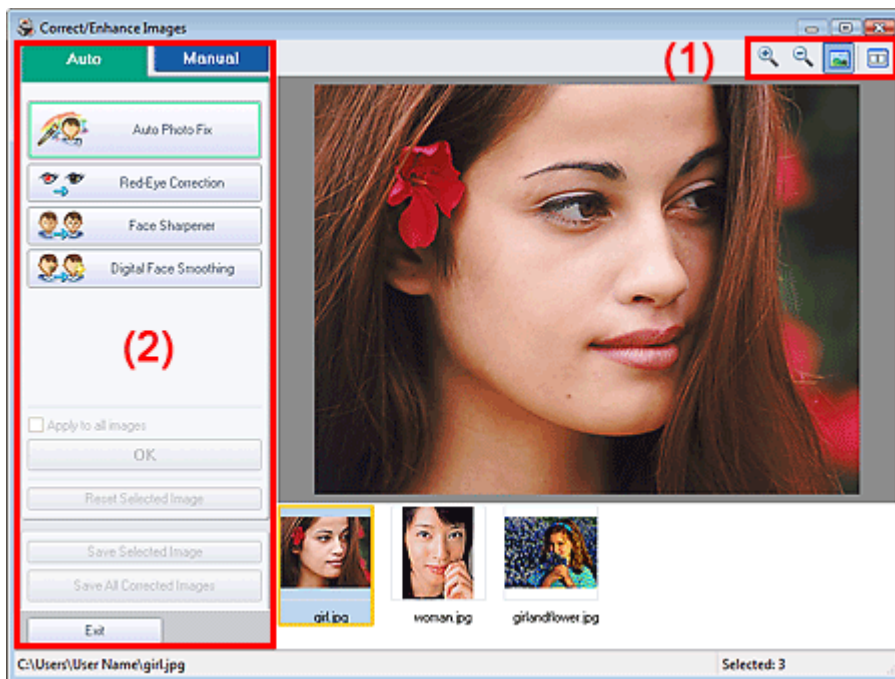 Correct/Enhance Images
Auto Manual
(1)
Auto Photo Fix
Red-Eye Correction
Face Sharpener
Digital Face Smoothing
(2)
Apply to all images
OK
Reset Selected Image
Save Selected Image
Save All Corrected Images
Exit
girl.jpg woman.jpg girlandflower.jpg
C:\Users\User Name\girl.jpg Selected: 3